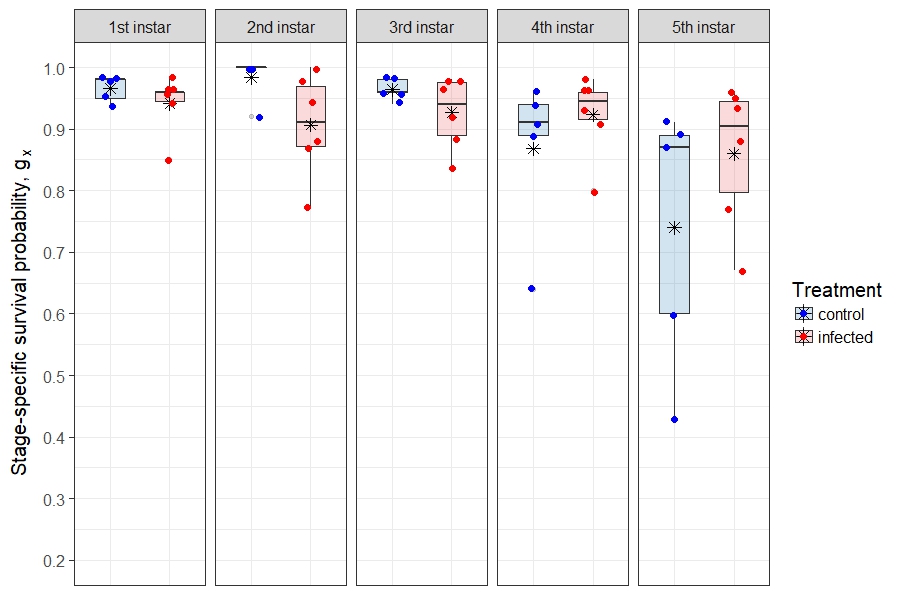 1st instar
2nd instar
3rd instar
4th instar
5th instar
Stage-specific survival probability, g x
1.0
0.9
0.8
0.7
0.6
0.5
0.4
0.3
0.2
Treatment
control
infected